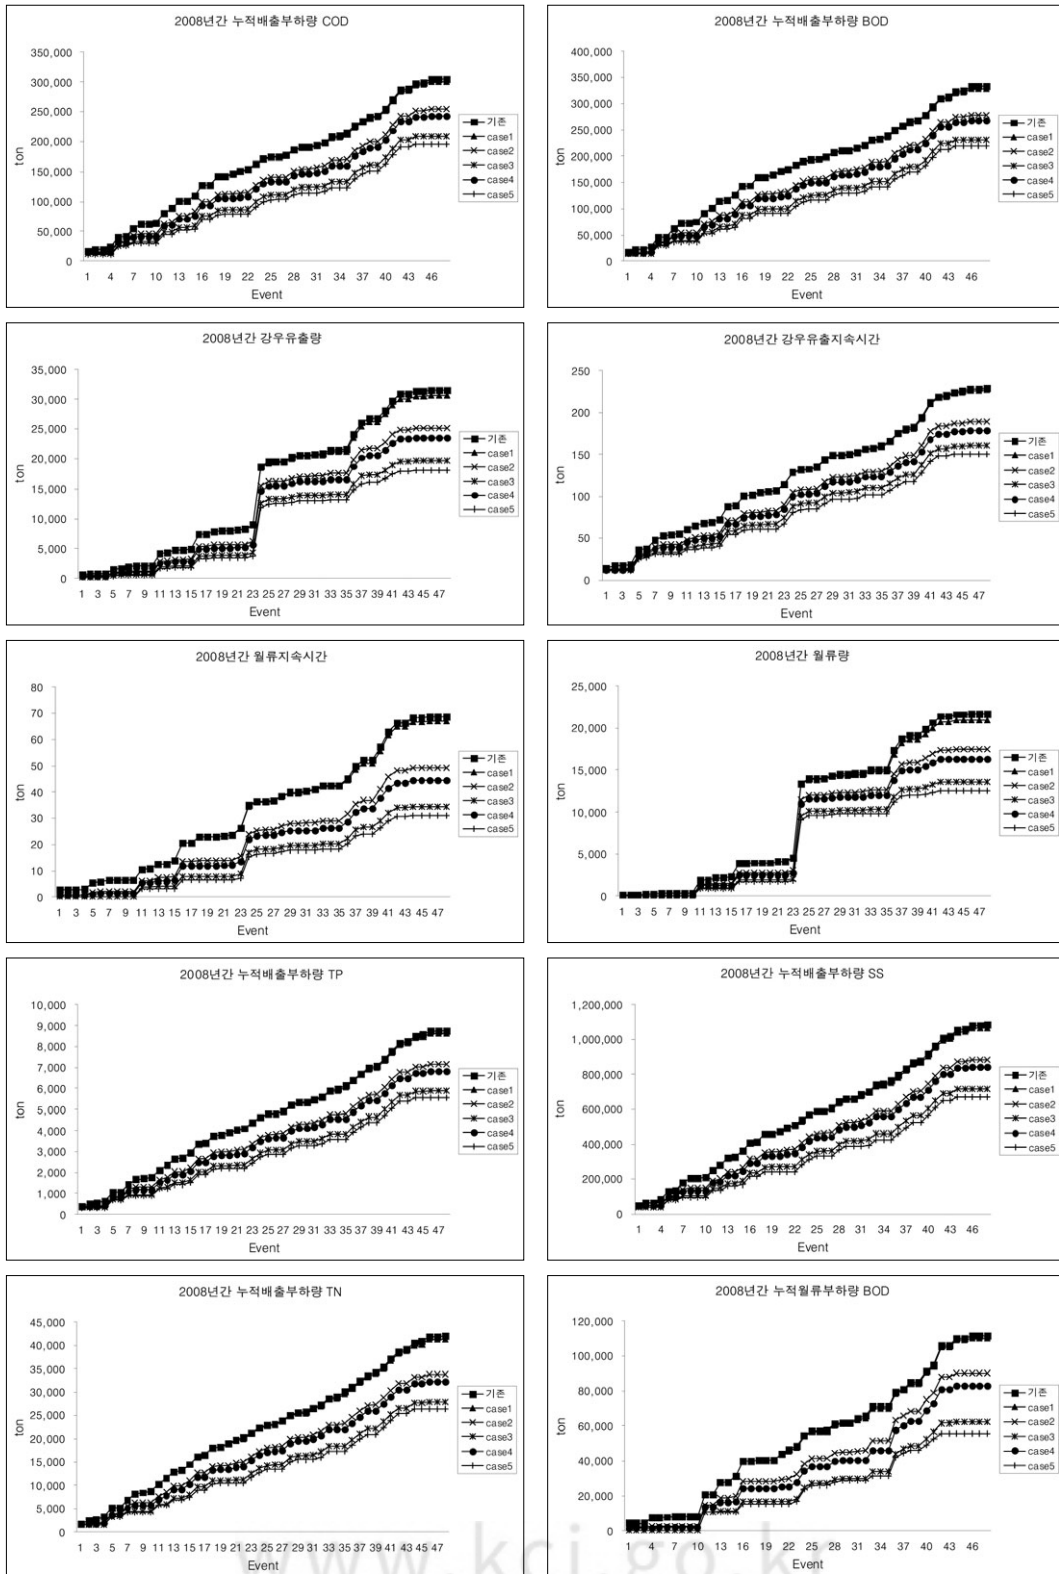 2008년간 누적배출부하량 COD
350,000
300,000
250,000
200,000
150,000
100,000
50,000
0
ton
1 4 7 10 13 16 19 22 25 28 31 34 37 40 43 46
Event
기존
case1
case2
case3
case4
case5
2008년간 누적배출부하량 BOD
400,000
350,000
300,000
250,000
200,000
150,000
100,000
50,000
0
ton
1 4 7 10 13 16 19 22 25 28 31 34 37 40 43 46
Event
기존
case1
case2
case3
case4
case5
2008년간 강우유출량
35,000
30,000
25,000
20,000
15,000
10,000
5,000
0
ton
1 3 5 7 9 11 13 15 17 19 21 23 25 27 29 31 33 35 37 39 41 43 45 47
Event
기존
case1
case2
case3
case4
case5
2008년간 강우유출지속시간
250
200
150
100
50
0
ton
1 3 5 7 9 11 13 15 17 19 21 23 25 27 29 31 33 35 37 39 41 43 45 47
Event
기존
case1
case2
case3
case4
case5
2008년간 월류지속시간
80
70
60
50
40
30
20
10
0
ton
1 3 5 7 9 11 13 15 17 19 21 23 25 27 29 31 33 35 37 39 41 43 45 47
Event
기존
case1
case2
case3
case4
case5
2008년간 월류량
25,000
20,000
15,000
10,000
5,000
0
ton
1 3 5 7 9 11 13 15 17 19 21 23 25 27 29 31 33 35 37 39 41 43 45 47
Event
기존
case1
case2
case3
case4
case5
2008년간 누적배출부하량 TP
10,000
9,000
8,000
7,000
6,000
5,000
4,000
3,000
2,000
1,000
0
ton
1 3 5 7 9 11 13 15 17 19 21 23 25 27 29 31 33 35 37 39 41 43 45 47
Event
기존
case1
case2
case3
case4
case5
2008년간 누적배출부하량 SS
1,200,000
1,000,000
800,000
600,000
400,000
200,000
0
ton
1 4 7 10 13 16 19 22 25 28 31 34 37 40 43 46
Event
기존
case1
case2
case3
case4
case5
2008년간 누적배출부하량 TN
45,000
40,000
35,000
30,000
25,000
20,000
15,000
10,000
5,000
0
ton
1 3 5 7 9 11 13 15 17 19 21 23 25 27 29 31 33 35 37 39 41 43 45 47
Event
기존
case1
case2
case3
case4
case5
2008년간 누적월류부하량 BOD
120,000
100,000
80,000
60,000
40,000
20,000
0
ton
1 4 7 10 13 16 19 22 25 28 31 34 37 40 43 46
Event
기존
case1
case2
case3
case4
case5
www.kci.go.kr